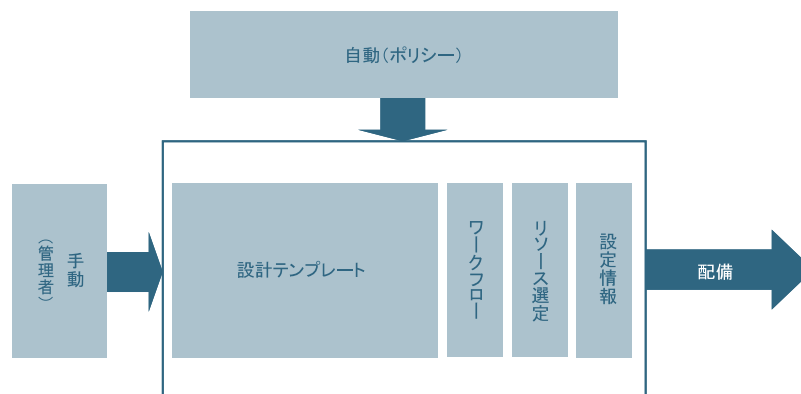 自動（ポリシー）
手動
（管理者）
設計テンプレート
ワークフロー
リソース選定
設定情報
配備